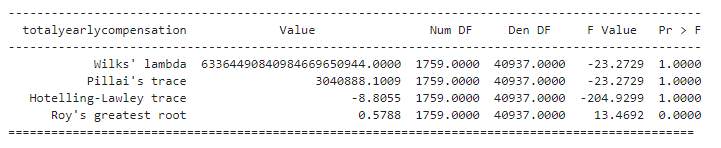 totalyearlycompensation Value Num DF Den DF F Value Pr > F
Wilks' lambda 63364490840984669650944.0000 1759.0000 40937.0000 -23.2729 1.0000
Pillai's trace 3040888.1009 1759.0000 40937.0000 -23.2729 1.0000
Hotelling-Lawley trace -8.8055 1759.0000 40937.0000 -204.9299 1.0000
Roy's greatest root 0.5788 1759.0000 40937.0000 13.4692 0.0000